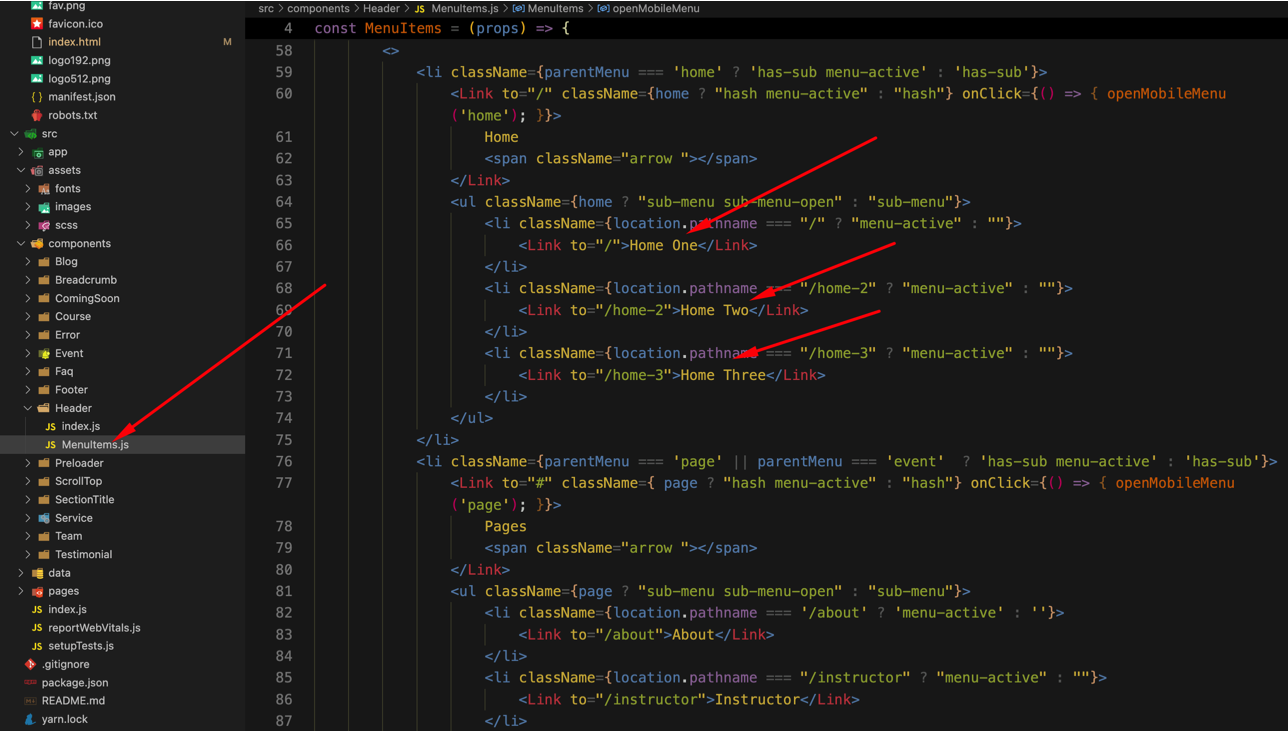 fav.png
favicon.ico
index.html M
logo192.png
logo512.png
{ } manifest.json
robots.txt
src
app
assets
fonts
images
scss
components
Blog
Breadcrumb
ComingSoon
Course
Error
Event
Faq
Footer
Header
JS index.js
JS MenuItems.js
Preloader
ScrollTop
SectionTitle
Service
Team
Testimonial
data
pages
JS index.js
JS reportWebVitals.js
JS setupTests.js
.gitignore
package.json
README.md
yarn.lock
src > components > Header > JS MenuItems.js > MenuItems > openMobileMenu
4 const MenuItems = (props) => {
58 <>
59 <li className={parentMenu === 'home' ? 'has-sub menu-active' : 'has-sub'}>
60 <Link to="/" className={home ? "hash menu-active" : "hash"} onClick={() => { openMobileMenu
('home'); }}>
61 Home
62 <span className="arrow "></span>
63 </Link>
64 <ul className={home ? "sub-menu sub-menu-open" : "sub-menu"}>
65 <li className={location.pathname === "/" ? "menu-active" : ""}>
66 <Link to="/">Home One</Link>
67 </li>
68 <li className={location.pathname === "/home-2" ? "menu-active" : ""}>
69 <Link to="/home-2">Home Two</Link>
70 </li>
71 <li className={location.pathname === "/home-3" ? "menu-active" : ""}>
72 <Link to="/home-3">Home Three</Link>
73 </li>
74 </ul>
75 </li>
76 <li className={parentMenu === 'page' || parentMenu === 'event' ? 'has-sub menu-active' : 'has-sub'}>
77 <Link to="#" className={ page ? "hash menu-active" : "hash"} onClick={() => { openMobileMenu
('page'); }}>
78 Pages
79 <span className="arrow "></span>
80 </Link>
81 <ul className={page ? "sub-menu sub-menu-open" : "sub-menu"}>
82 <li className={location.pathname === '/about' ? 'menu-active' : ''}>
83 <Link to="/about">About</Link>
84 </li>
85 <li className={location.pathname === "/instructor" ? "menu-active" : ""}>
86 <Link to="/instructor">Instructor</Link>
87 </li>